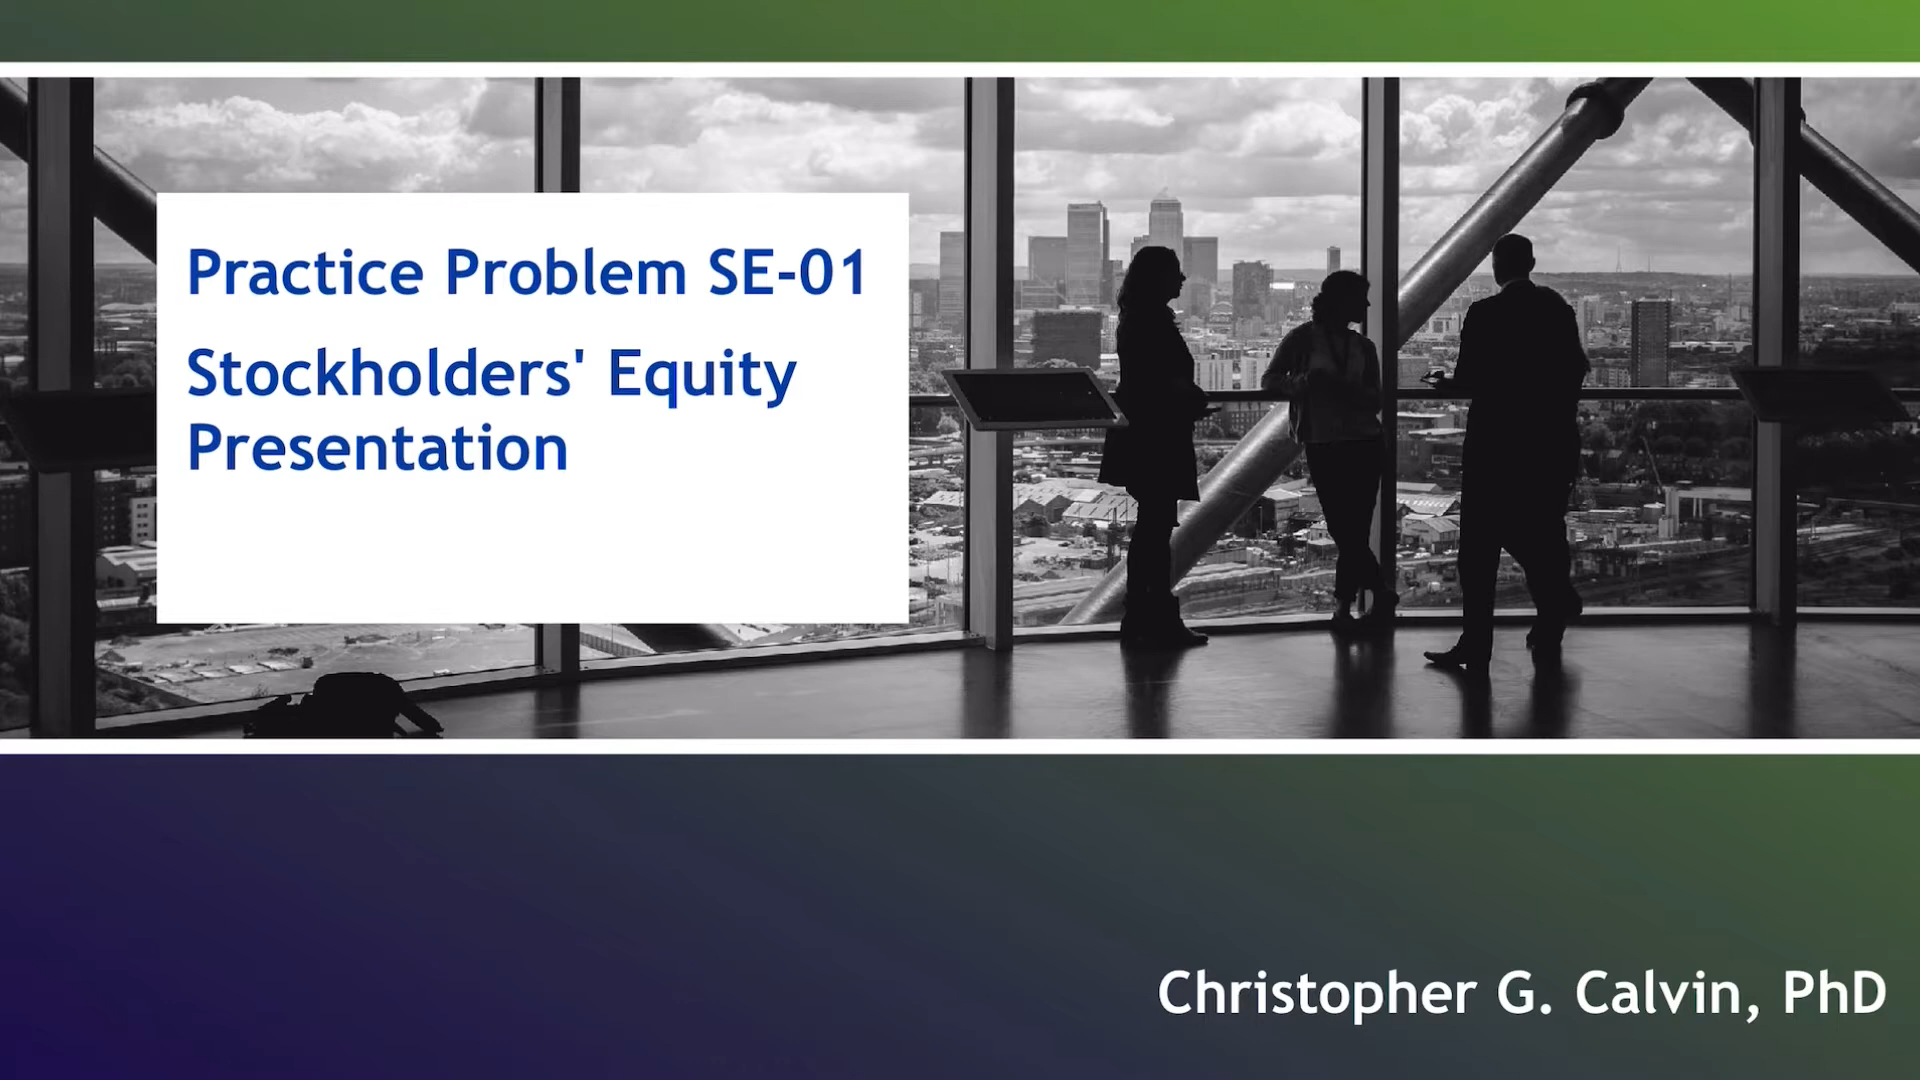 Practice Problem SE-01
Stockholders' Equity
Presentation
Christopher G. Calvin, PhD